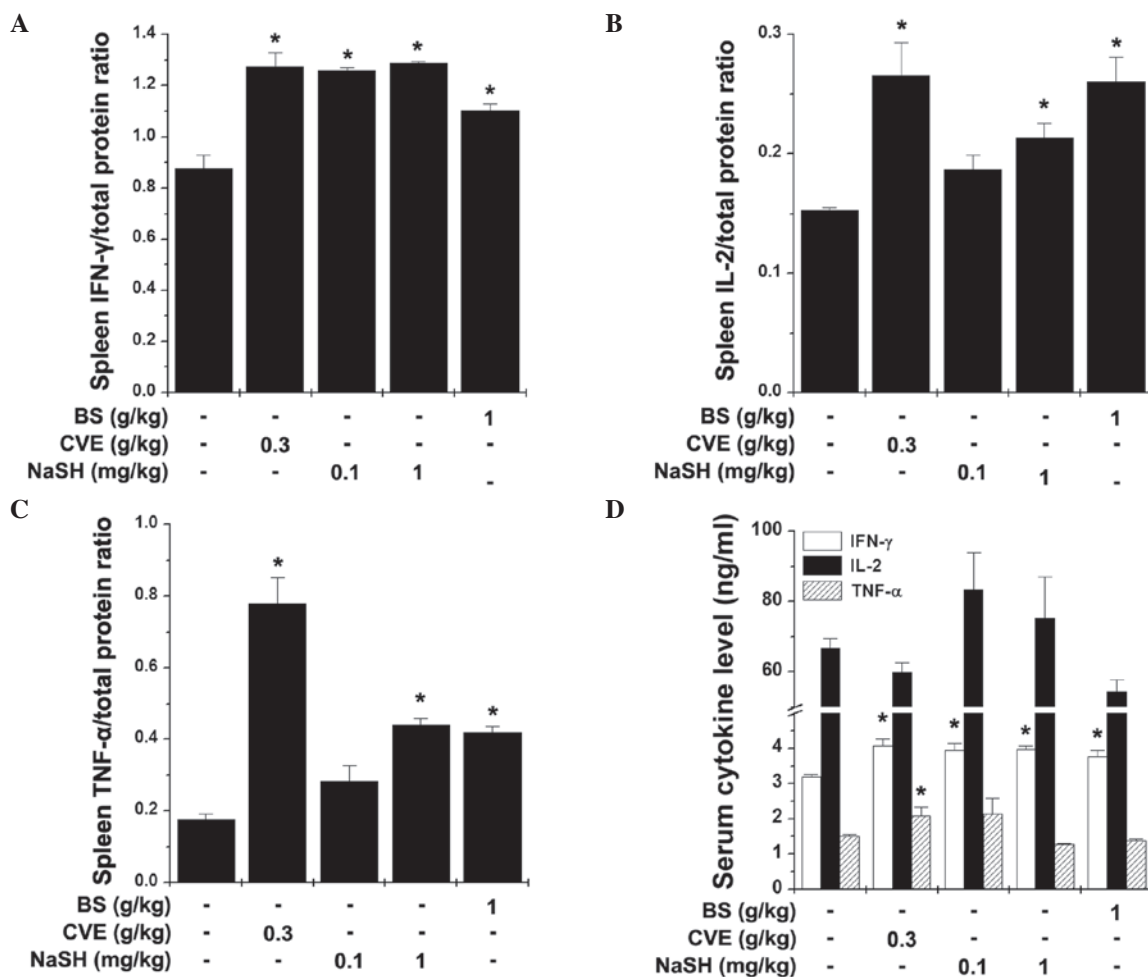 A
Spleen IFN-γ/total protein ratio
1.4
1.2
1.0
0.8
0.6
0.4
0.2
0.0
* * * *
BS (g/kg) - - - - 1
CVE (g/kg) - 0.3 - - -
NaSH (mg/kg) - - 0.1 1 -
B
Spleen IL-2/total protein ratio
0.3
0.2
0.1
0.0
* * *
BS (g/kg) - - - - 1
CVE (g/kg) - 0.3 - - -
NaSH (mg/kg) - - 0.1 1 -
C
Spleen TNF-α/total protein ratio
1.0
0.8
0.6
0.4
0.2
0.0
* * *
BS (g/kg) - - - - 1
CVE (g/kg) - 0.3 - - -
NaSH (mg/kg) - - 0.1 1 -
D
Serum cytokine level (ng/ml)
100
80
60
4
3
2
1
0
IFN-γ
IL-2
TNF-α
* * * *
*
BS (g/kg) - - - - 1
CVE (g/kg) - 0.3 - - -
NaSH (mg/kg) - - 0.1 1 -